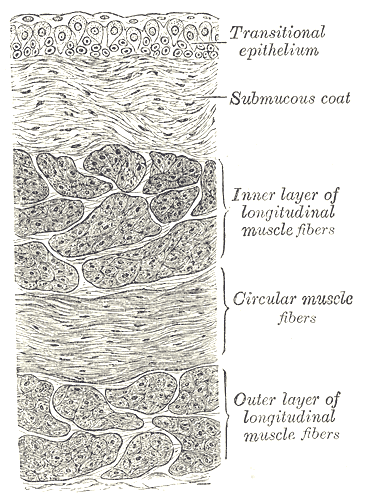 Transitional
epithelium
Submucous coat
Inner layer of
longitudinal
muscle fibers
Circular muscle
fibers
Outer layer of
longitudinal
muscle fibers